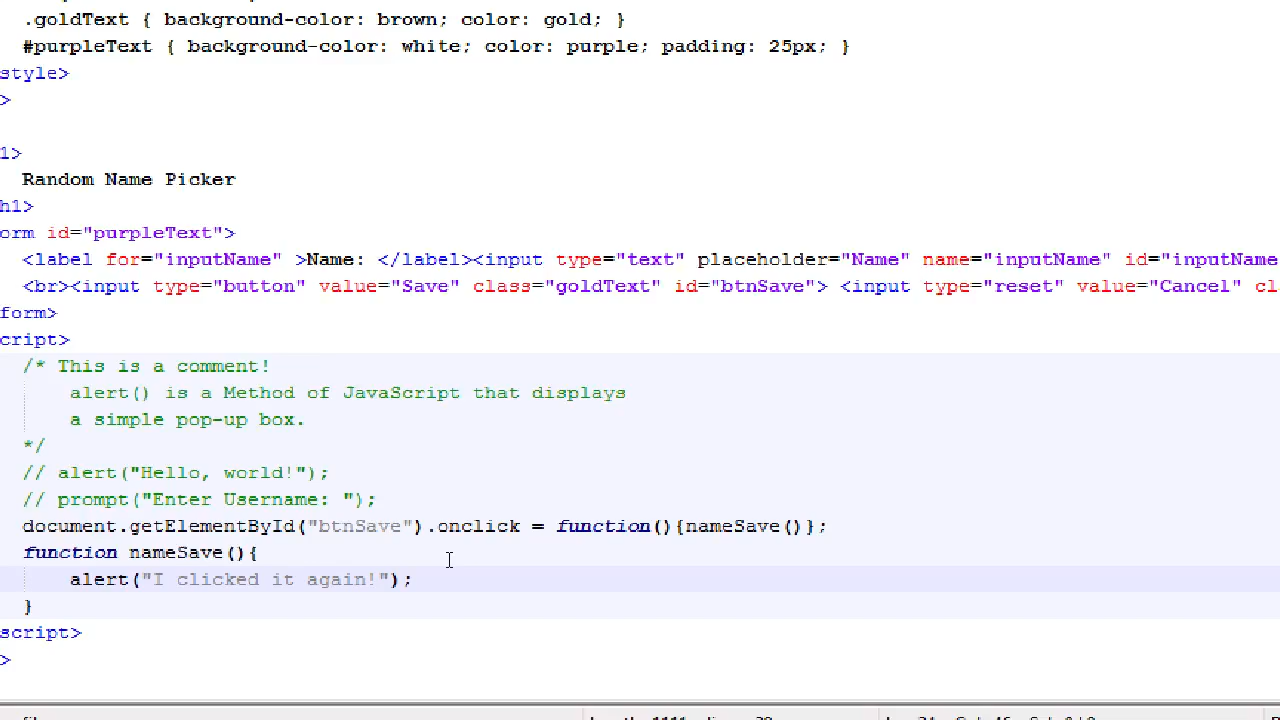 .goldText { background-color: brown; color: gold; }
#purpleText { background-color: white; color: purple; padding: 25px; }
style>
>
1>
Random Name Picker
h1>
orm id="purpleText">
<label for="inputName" >Name: </label><input type="text" placeholder="Name" name="inputName" id="inputName
<br><input type="button" value="Save" class="goldText" id="btnSave"> <input type="reset" value="Cancel" cl
form>
cript>
/* This is a comment!
alert() is a Method of JavaScript that displays
a simple pop-up box.
*/
// alert("Hello, world!");
// prompt("Enter Username: ");
document.getElementById("btnSave").onclick = function(){nameSave()};
function nameSave(){
alert("I clicked it again!");
}
script>
>